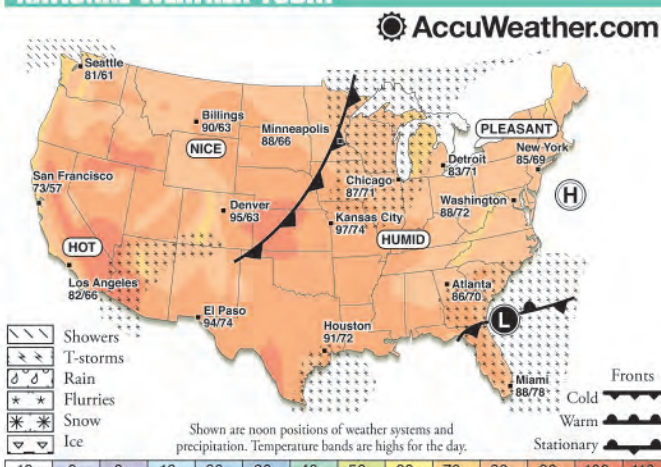 NATIONAL WEATHER TODAY
AccuWeather.com
Seattle
81/61
Billings
90/63
Minneapolis
88/66
NICE
PLEASANT
Detroit
83/71
New York
85/69
San Francisco
73/57
Chicago
87/71
Denver
95/63
Kansas City
97/74
Washington
88/72
H
HOT
HUMID
Los Angeles
82/66
Atlanta
86/70
L
El Paso
94/74
Houston
91/72
Miami
88/78
Showers
T-storms
Rain
Flurries
Snow
Ice
Shown are noon positions of weather systems and
precipitation. Temperature bands are highs for the day.
Fronts
Cold
Warm
Stationary